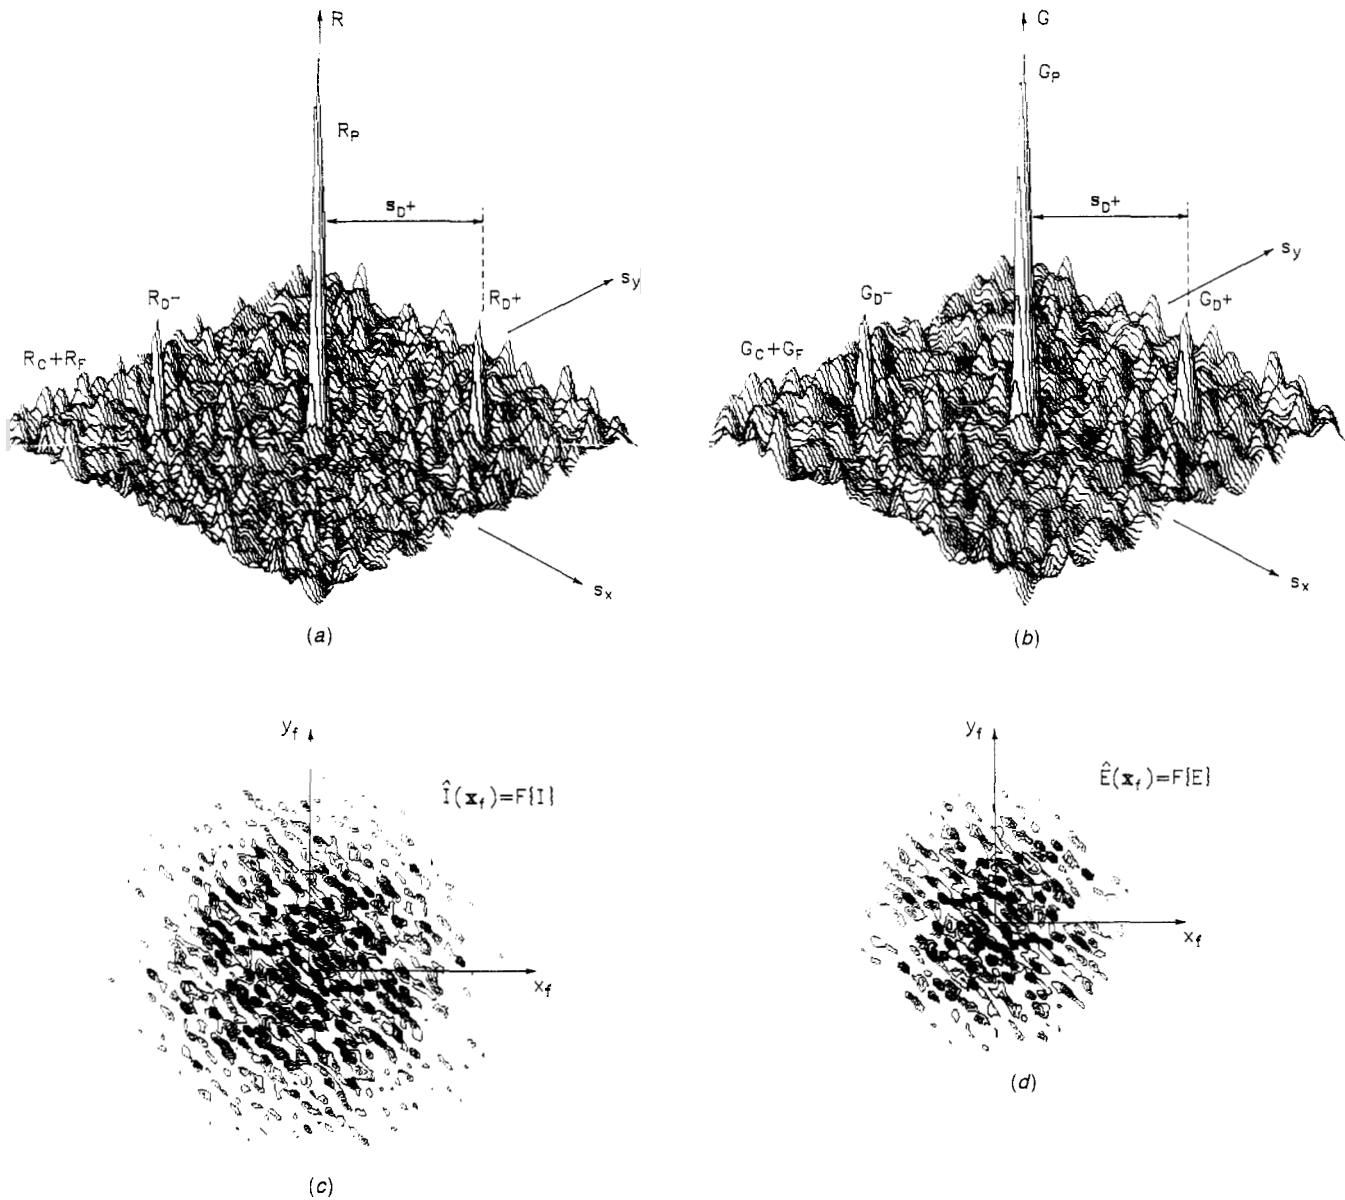 R
R_P
s_D+
s_y
R_D-
R_D+
R_C+R_F
s_x
(a)
G
G_P
s_D+
s_y
G_D-
G_D+
G_C+G_F
s_x
(b)
y_f
Î(x_f)=F{I}
x_f
(c)
y_f
Ê(x_f)=F{E}
x_f
(d)